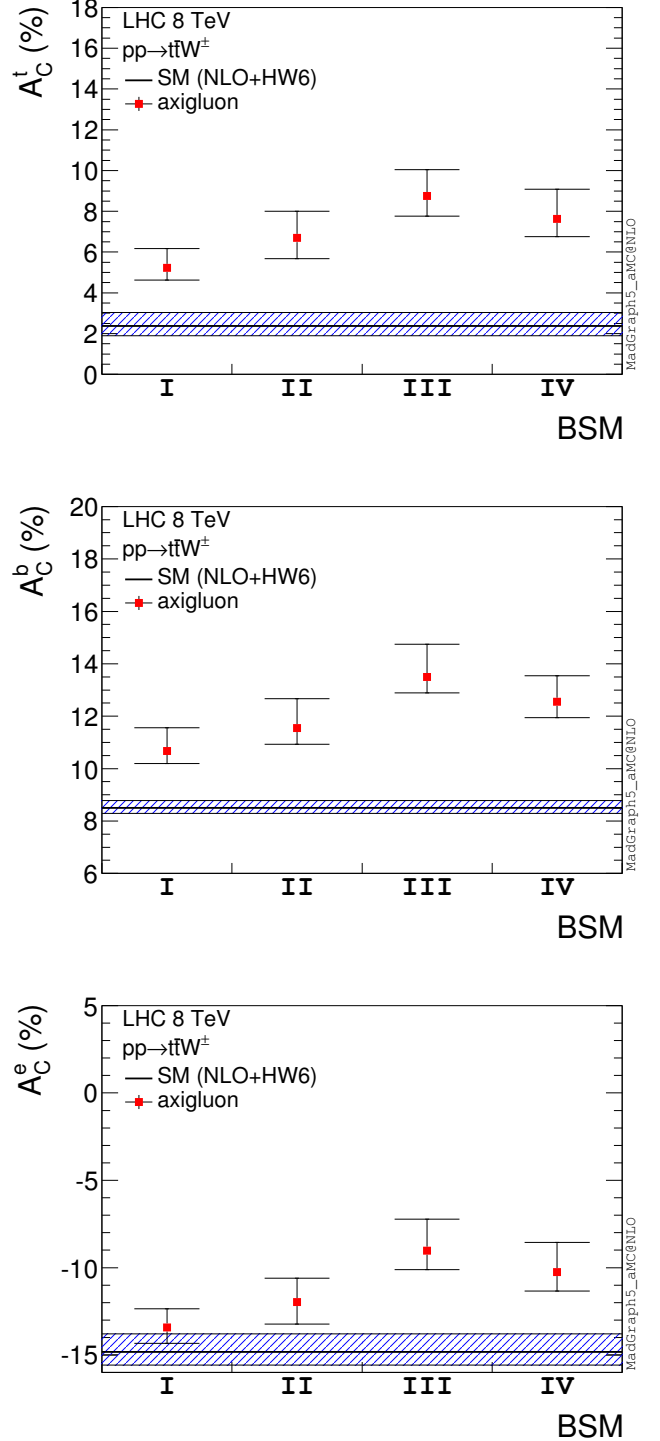 A_C^t (%)
18
16
14
12
10
8
6
4
2
0
LHC 8 TeV
pp→tt̄W±
SM (NLO+HW6)
axigluon
MadGraph5_aMC@NLO
I II III IV
BSM
A_C^b (%)
20
18
16
14
12
10
8
6
LHC 8 TeV
pp→tt̄W±
SM (NLO+HW6)
axigluon
MadGraph5_aMC@NLO
I II III IV
BSM
A_C^e (%)
5
0
-5
-10
-15
LHC 8 TeV
pp→tt̄W±
SM (NLO+HW6)
axigluon
MadGraph5_aMC@NLO
I II III IV
BSM